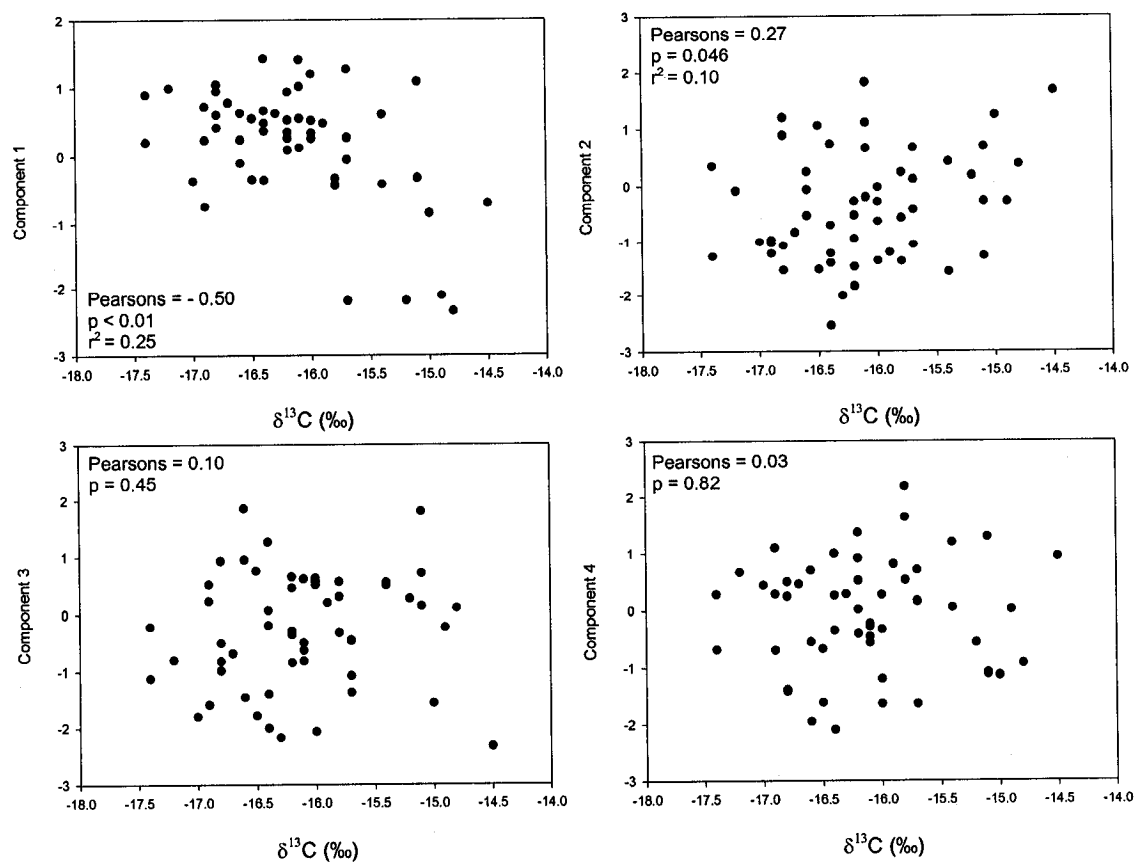 2
1
0
-1
-2
-3
Component 1
Pearsons = - 0.50
p < 0.01
r² = 0.25
-18.0 -17.5 -17.0 -16.5 -16.0 -15.5 -15.0 -14.5 -14.0
δ¹³C (‰)
3
2
1
0
-1
-2
-3
Component 2
Pearsons = 0.27
p = 0.046
r² = 0.10
-18.0 -17.5 -17.0 -16.5 -16.0 -15.5 -15.0 -14.5 -14.0
δ¹³C (‰)
3
2
1
0
-1
-2
-3
Component 3
Pearsons = 0.10
p = 0.45
-18.0 -17.5 -17.0 -16.5 -16.0 -15.5 -15.0 -14.5 -14.0
δ¹³C (‰)
3
2
1
0
-1
-2
-3
Component 4
Pearsons = 0.03
p = 0.82
-18.0 -17.5 -17.0 -16.5 -16.0 -15.5 -15.0 -14.5 -14.0
δ¹³C (‰)